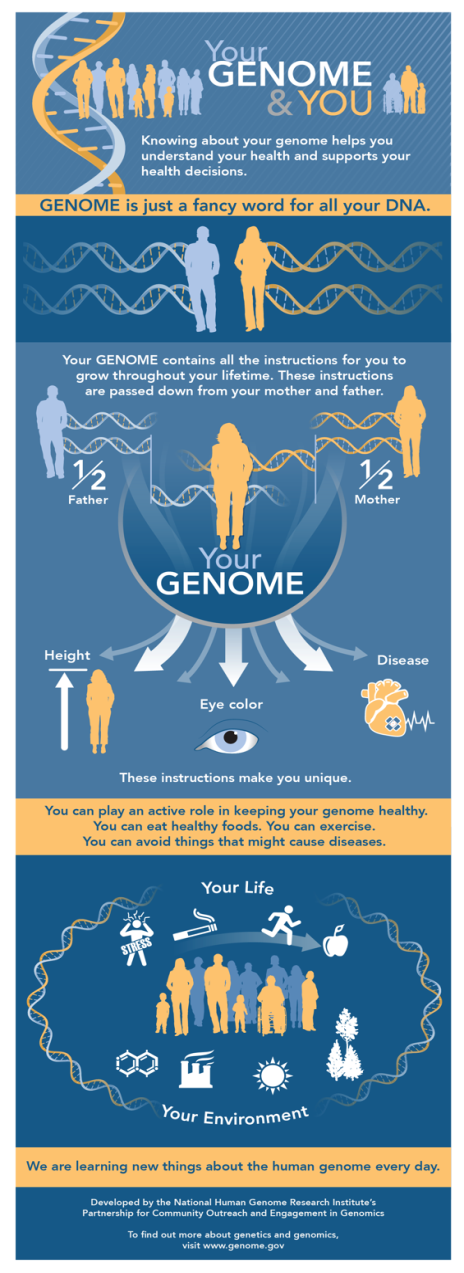 Your
GENOME
& YOU
Knowing about your genome helps you
understand your health and supports your
health decisions.
GENOME is just a fancy word for all your DNA.
Your GENOME contains all the instructions for you to
grow throughout your lifetime. These instructions
are passed down from your mother and father.
1/2
Father
1/2
Mother
Your
GENOME
Height
Disease
Eye color
These instructions make you unique.
You can play an active role in keeping your genome healthy.
You can eat healthy foods. You can exercise.
You can avoid things that might cause diseases.
Your Life
STRESS
Your Environment
We are learning new things about the human genome every day.
Developed by the National Human Genome Research Institute's
Partnership for Community Outreach and Engagement in Genomics
To find out more about genetics and genomics,
visit www.genome.gov